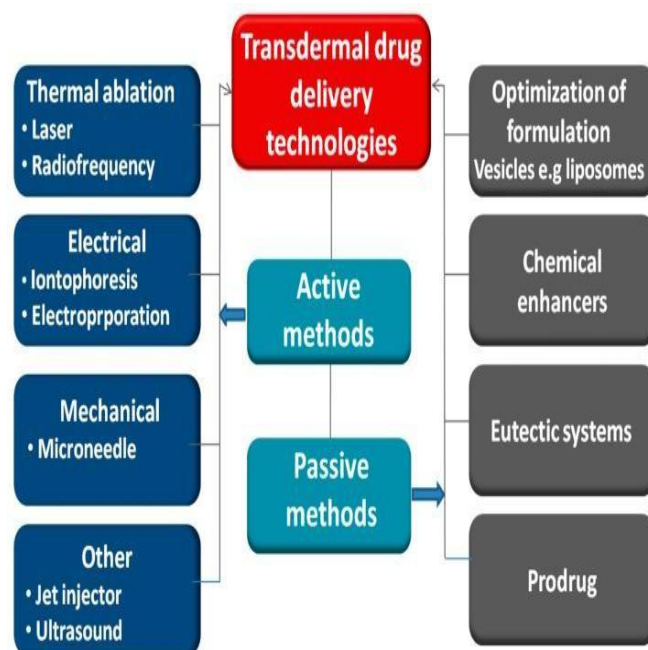 Transdermal drug
delivery
technologies
Thermal ablation
• Laser
• Radiofrequency
Electrical
• Iontophoresis
• Electroprporation
Mechanical
• Microneedle
Other
• Jet injector
• Ultrasound
Active
methods
Passive
methods
Optimization of
formulation
Vesicles e.g liposomes
Chemical
enhancers
Eutectic systems
Prodrug